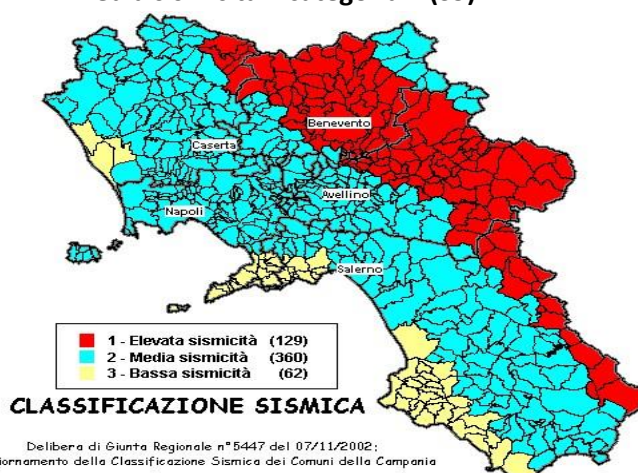 (
Benevento
Caserta
Avellino
Napoli
Salerno
1 - Elevata sismicità (129)
2 - Media sismicità (360)
3 - Bassa sismicità (62)
CLASSIFICAZIONE SISMICA
Delibera di Giunta Regionale n°5447 del 07/11/2002;
iornamento della Classificazione Sismica dei Comuni della Campania